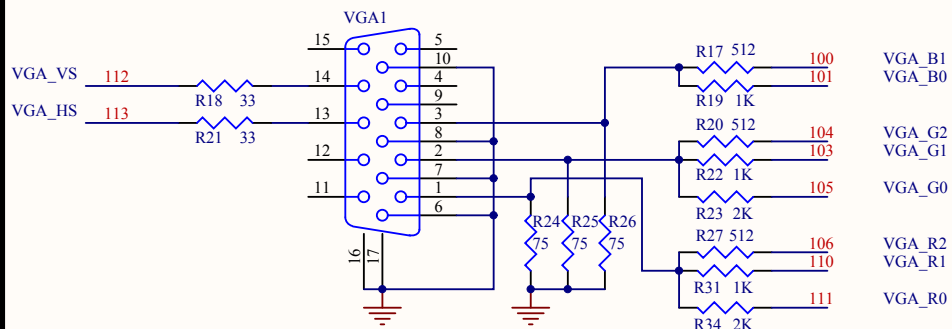 VGA1
15
5
10
VGA_VS 112
14
4
R18 33
9
VGA_HS 113
13
3
R21 33
8
12
2
7
11
1
6
16
17
R24
75
R25
75
R26
75
R17 512
100 VGA_B1
101 VGA_B0
R19 1K
R20 512
104 VGA_G2
103 VGA_G1
R22 1K
105 VGA_G0
R23 2K
R27 512
106 VGA_R2
110 VGA_R1
R31 1K
111 VGA_R0
R34 2K